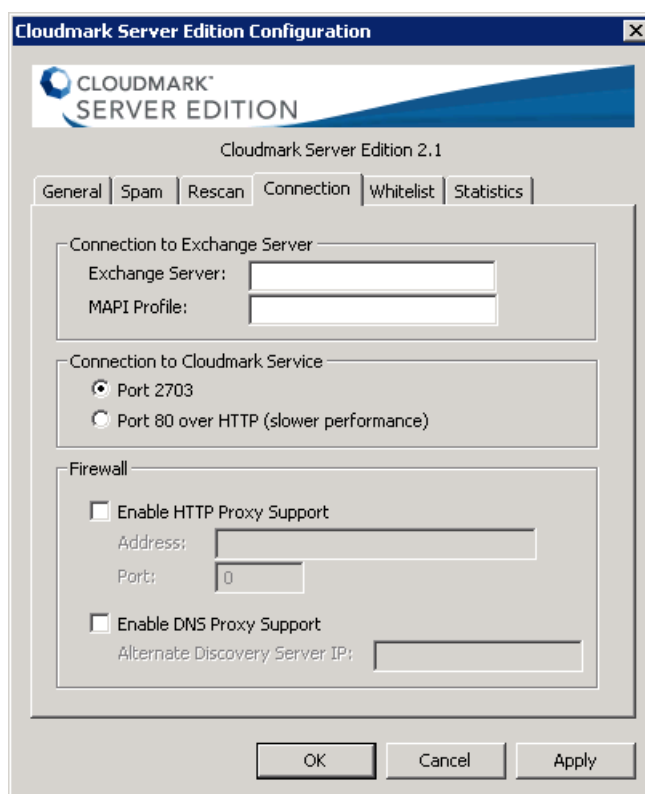 Cloudmark Server Edition Configuration
CLOUDMARK™
SERVER EDITION
Cloudmark Server Edition 2.1
General Spam Rescan Connection Whitelist Statistics
Connection to Exchange Server
Exchange Server:
MAPI Profile:
Connection to Cloudmark Service
Port 2703
Port 80 over HTTP (slower performance)
Firewall
Enable HTTP Proxy Support
Address:
Port: 0
Enable DNS Proxy Support
Alternate Discovery Server IP:
OK Cancel Apply